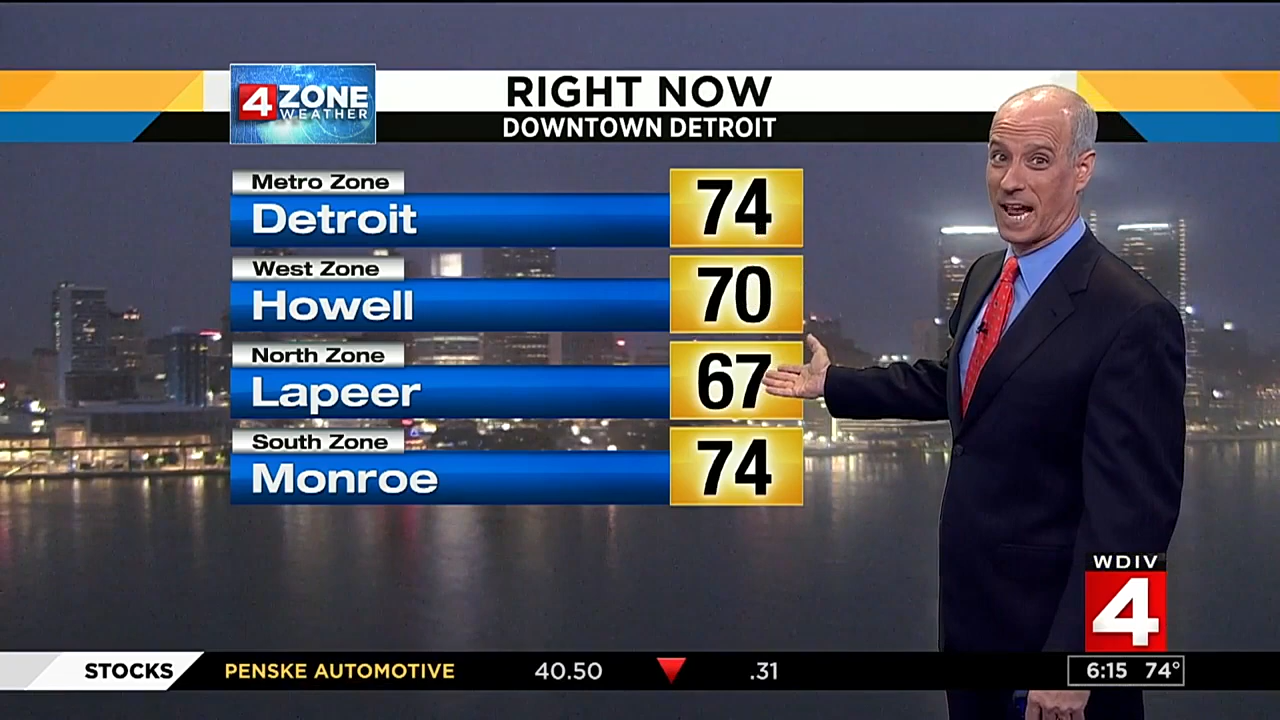 4 ZONE
WEATHER
RIGHT NOW
DOWNTOWN DETROIT
Metro Zone
Detroit 74
West Zone
Howell 70
North Zone
Lapeer 67
South Zone
Monroe 74
WDIV
4
STOCKS PENSKE AUTOMOTIVE 40.50 ▼ .31 6:15 74°